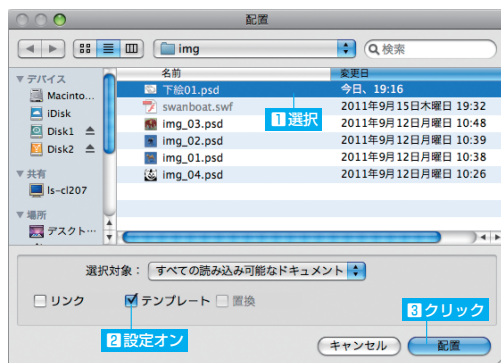 配置
img
検索
名前 変更日
▼デバイス
Macinto...
iDisk
Disk1
Disk2
▼共有
ls-cl207
▼場所
デスクト…
下絵01.psd 今日、19:16
swanboat.swf 2011年9月15日木曜日 19:32
img_03.psd 2011年9月12日月曜日 10:48
img_02.psd 2011年9月12日月曜日 10:39
img_01.psd 2011年9月12日月曜日 10:38
img_04.psd 2011年9月12日月曜日 10:26
1 選択
選択対象： すべての読み込み可能なドキュメント
リンク テンプレート 置換
2 設定オン
3 クリック
キャンセル 配置